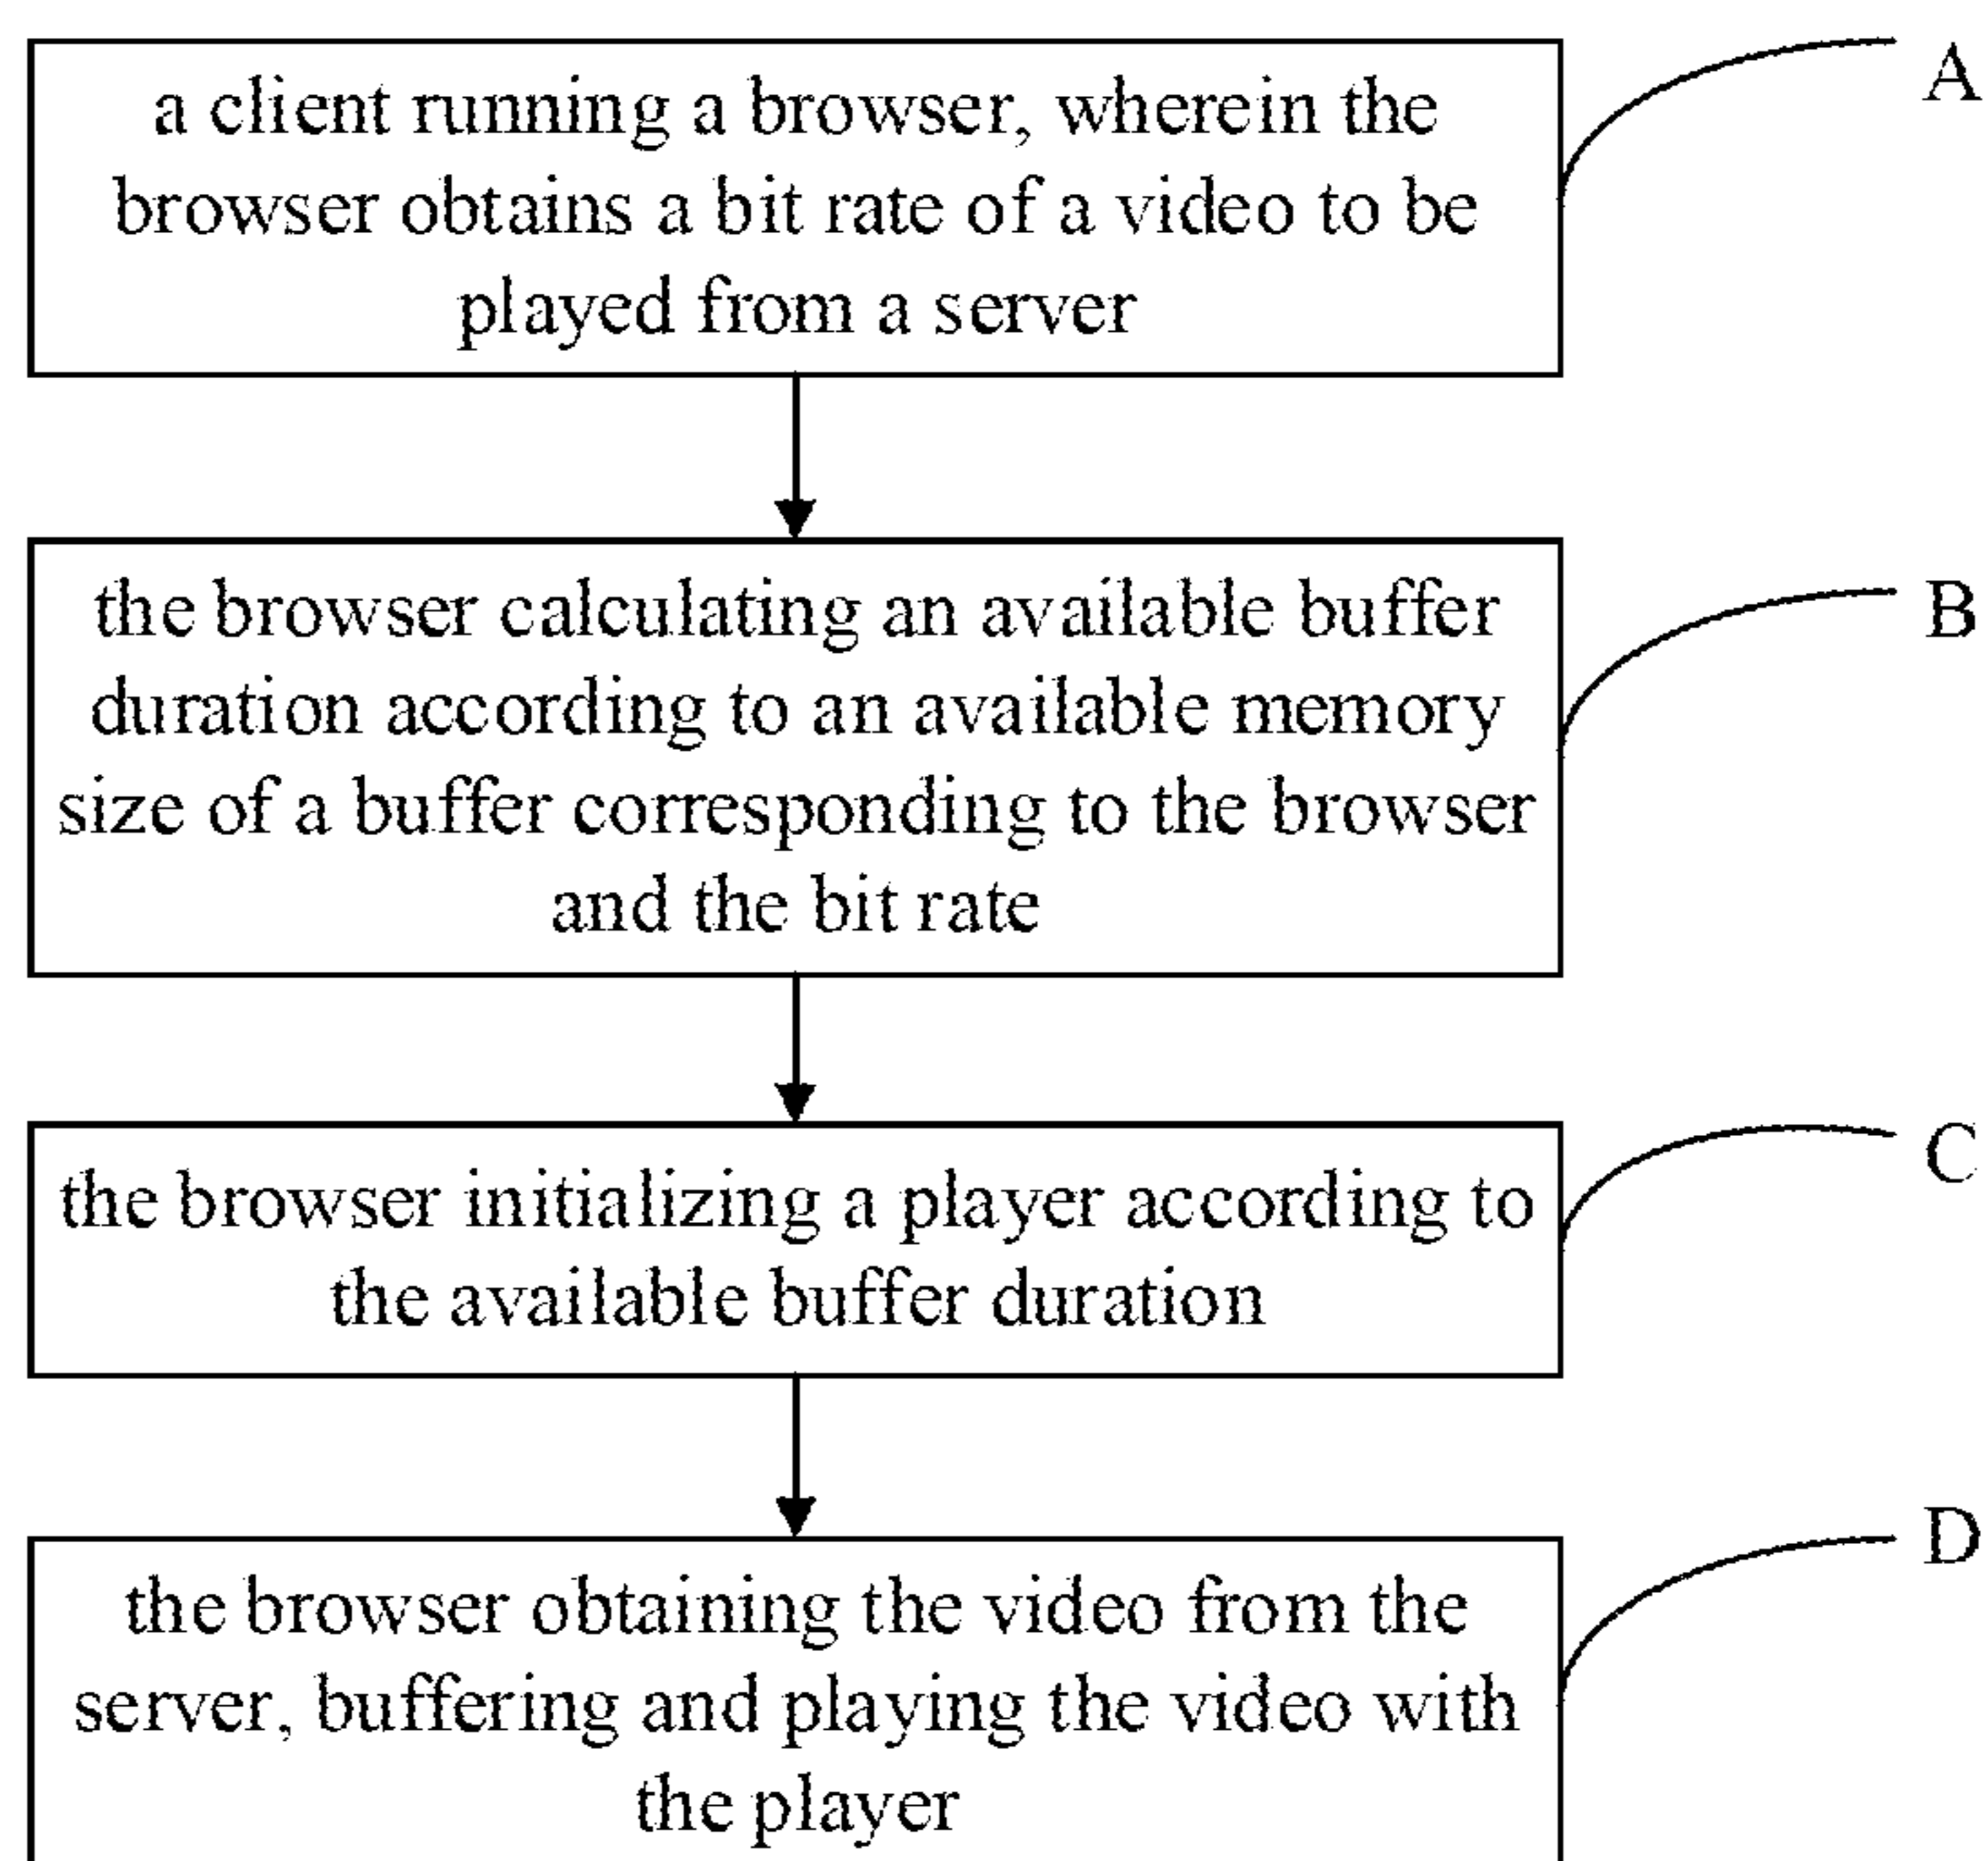 a client running a browser, wherein the
browser obtains a bit rate of a video to be
played from a server
A
the browser calculating an available buffer
duration according to an available memory
size of a buffer corresponding to the browser
and the bit rate
B
the browser initializing a player according to
the available buffer duration
C
the browser obtaining the video from the
server, buffering and playing the video with
the player
D